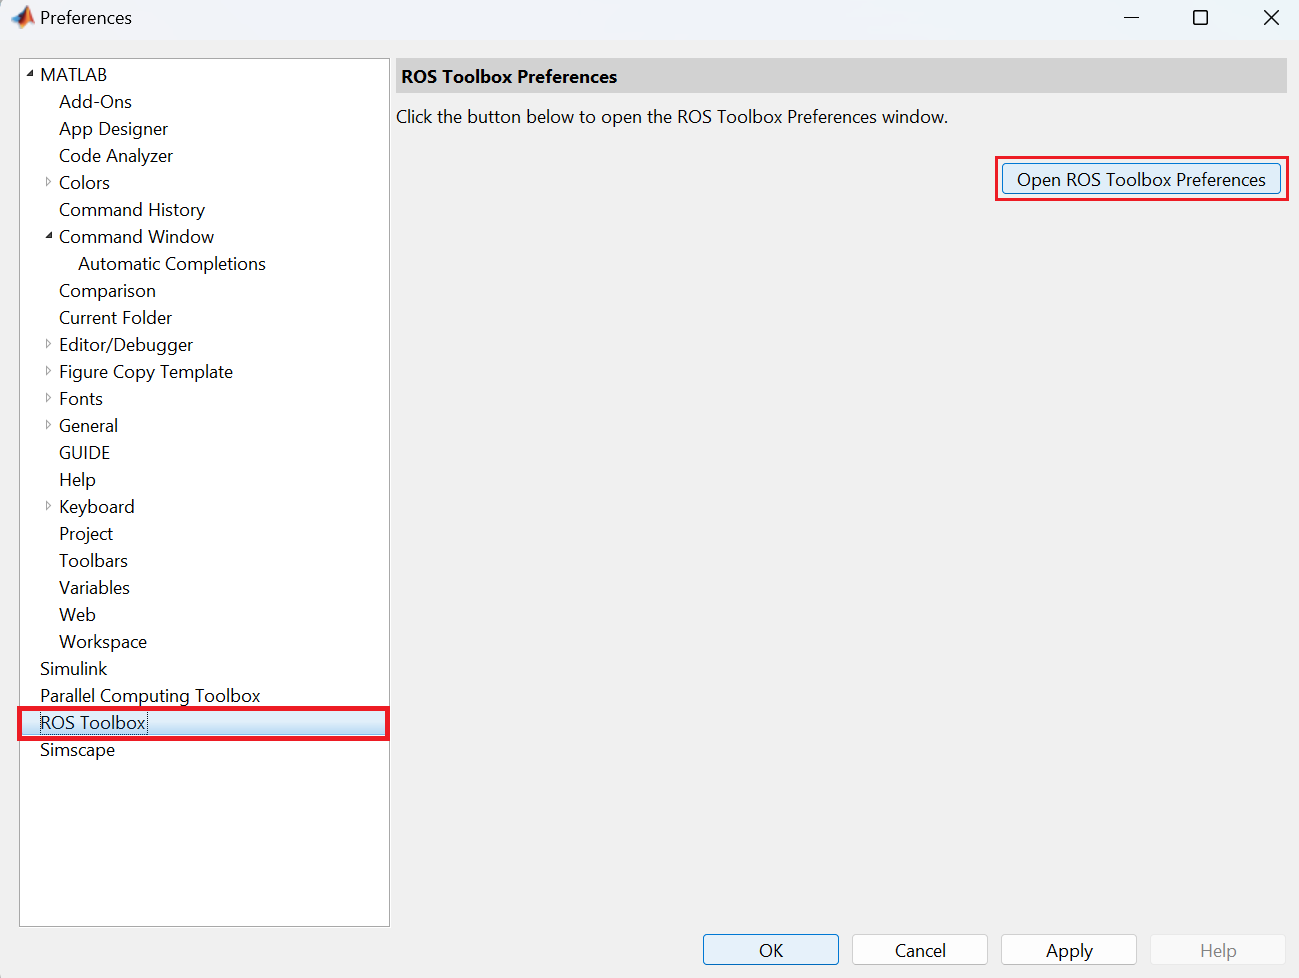 Preferences
MATLAB
Add-Ons
App Designer
Code Analyzer
Colors
Command History
Command Window
Automatic Completions
Comparison
Current Folder
Editor/Debugger
Figure Copy Template
Fonts
General
GUIDE
Help
Keyboard
Project
Toolbars
Variables
Web
Workspace
Simulink
Parallel Computing Toolbox
ROS Toolbox
Simscape
ROS Toolbox Preferences
Click the button below to open the ROS Toolbox Preferences window.
Open ROS Toolbox Preferences
OK
Cancel
Apply
Help